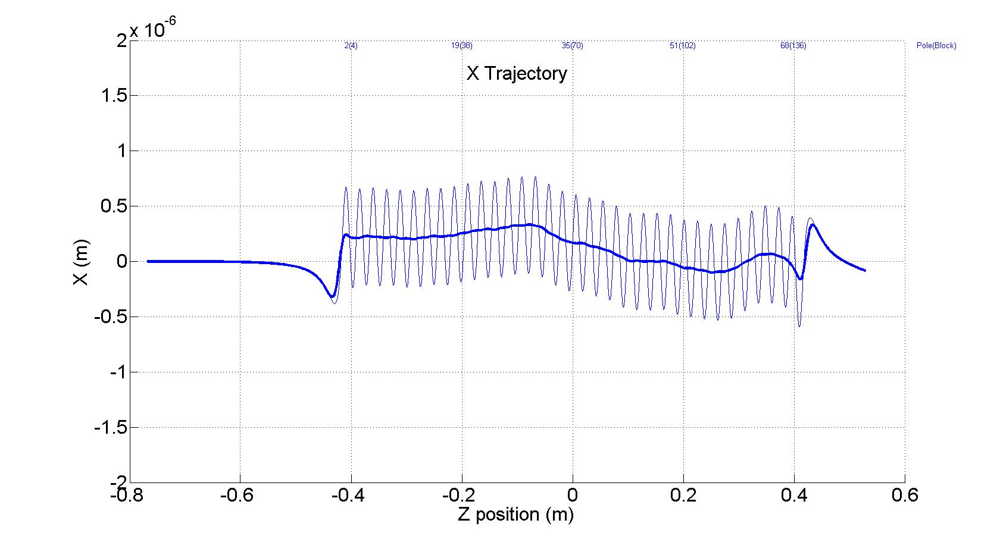 x 10-6
2(4) 19(38) 35(70) 51(102) 68(136) Pole(Block)
X Trajectory
2
1.5
1
0.5
0
-0.5
-1
-1.5
-2
X (m)
-0.8 -0.6 -0.4 -0.2 0 0.2 0.4 0.6
Z position (m)